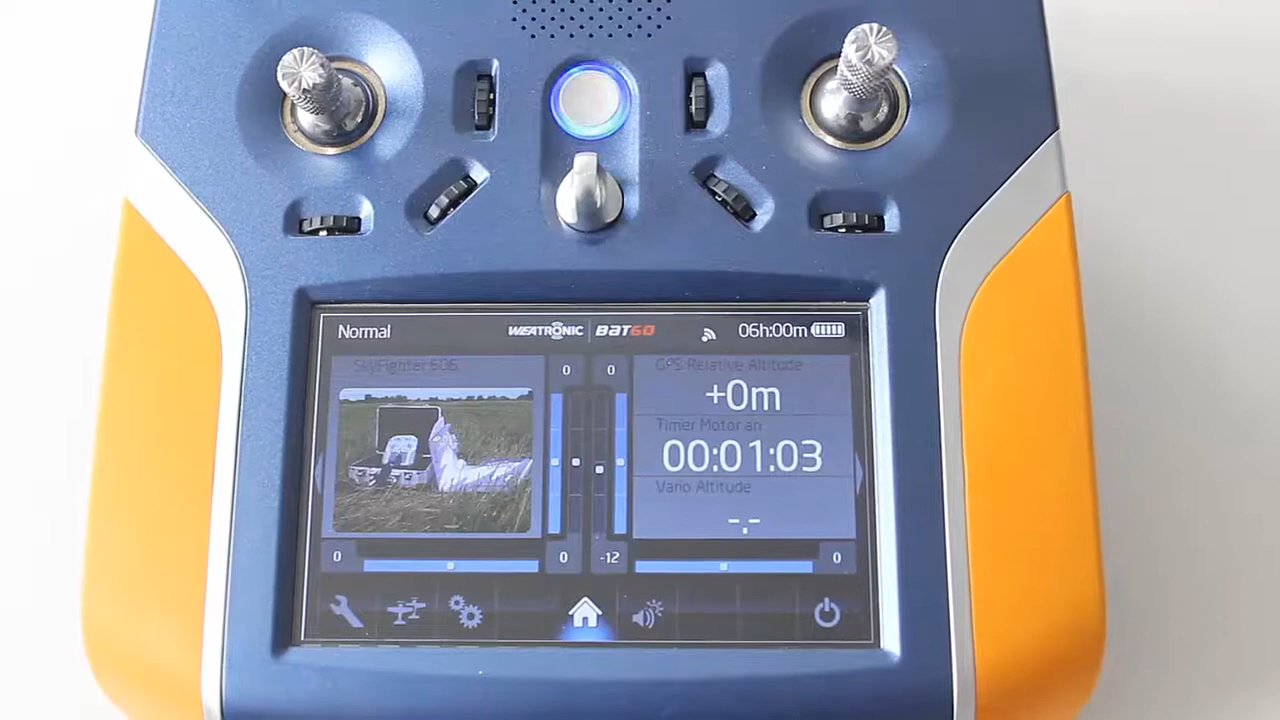 Normal WEATRONIC BAT60 06h:00m
SkyFighter 606 0 0 GPS Relative Altitude
+0m
Timer Motor an
00:01:03
Vario Altitude
-.-
0 0 -12 0